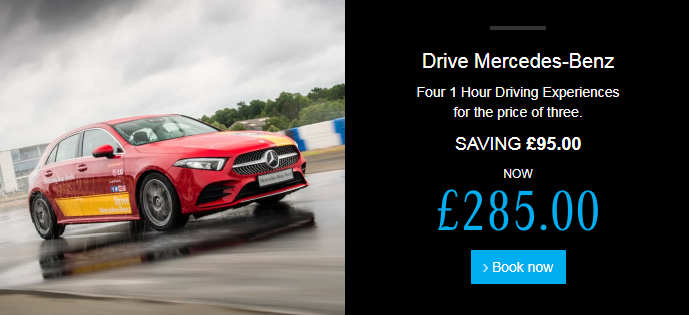 Drive Mercedes-Benz
Four 1 Hour Driving Experiences
for the price of three.
SAVING £95.00
NOW
£285.00
› Book now